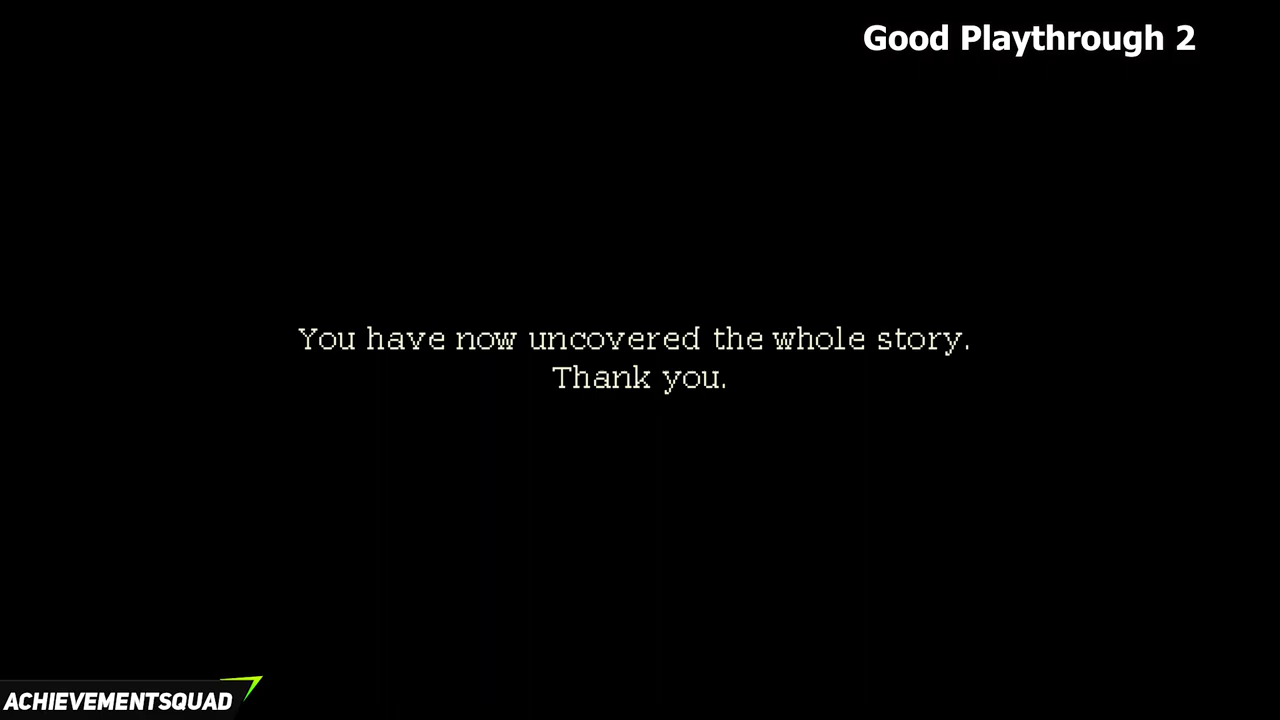 Good Playthrough 2
You have now uncovered the whole story.
Thank you.
ACHIEVEMENTSQUAD